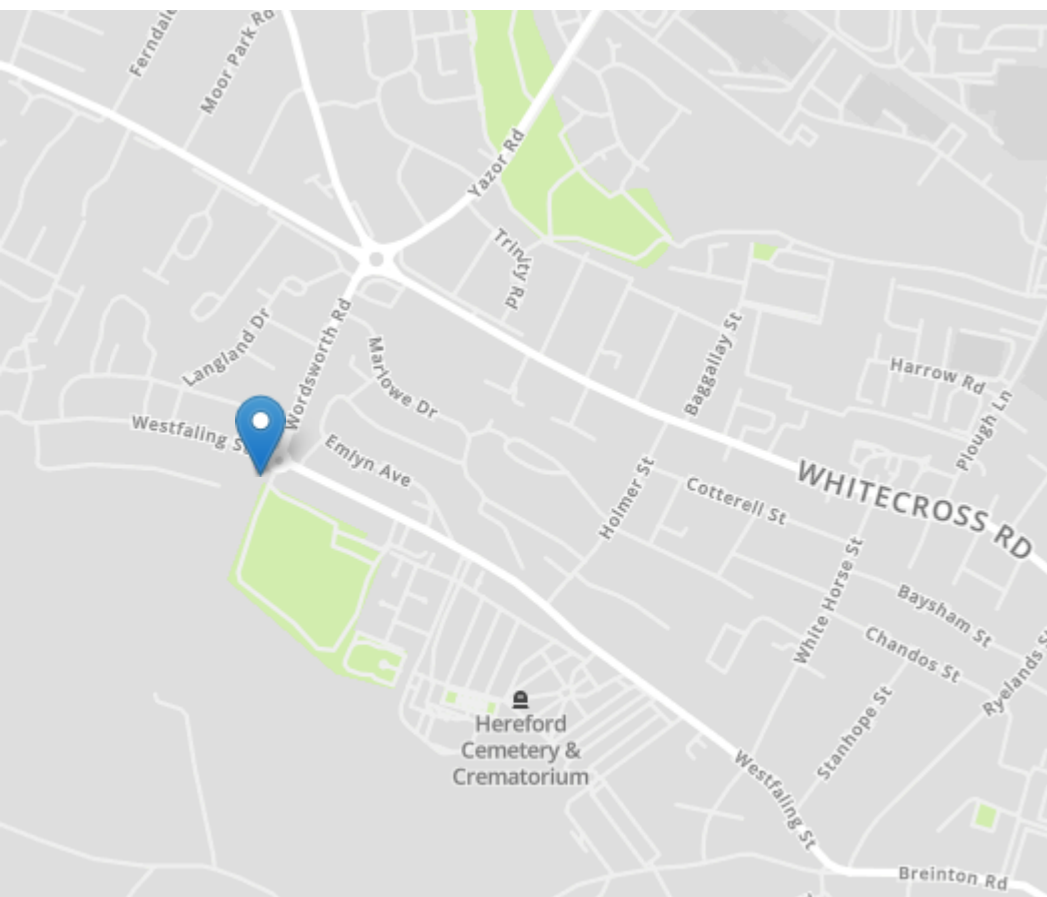 Ferndale
Moor Park Rd
Yazor Rd
Trinity Rd
Langland Dr
Wordsworth Rd
Marlowe Dr
Baggallay St
Harrow Rd
Plough Ln
Westfaling St
Emlyn Ave
Holmer St
Cotterell St
WHITECROSS RD
White Horse St
Baysham St
Chandos St
Ryelands St
Stanhope St
Hereford
Cemetery &
Crematorium
Westfaling St
Breinton Rd